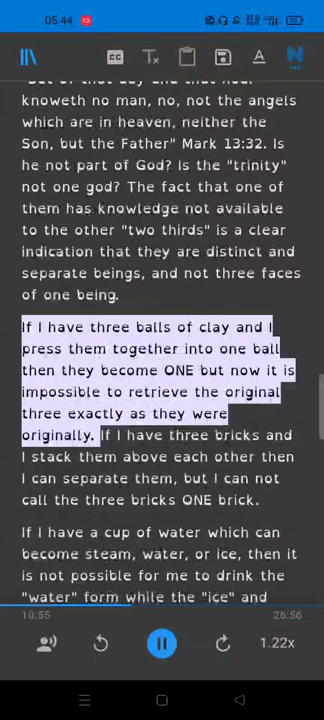 05.44
CC
"But of that day and that hour
knoweth no man, no, not the angels
which are in heaven, neither the
Son, but the Father" Mark 13:32. Is
he not part of God? Is the "trinity"
not one god? The fact that one of
them has knowledge not available
to the other "two thirds" is a clear
indication that they are distinct and
separate beings, and not three faces
of one being.
If I have three balls of clay and I
press them together into one ball
then they become ONE but now it is
impossible to retrieve the original
three exactly as they were
originally. If I have three bricks and
I stack them above each other then
I can separate them, but I can not
call the three bricks ONE brick.
If I have a cup of water which can
become steam, water, or ice, then it
is not possible for me to drink the
"water" form while the "ice" and
10:55
26:56
1.22x